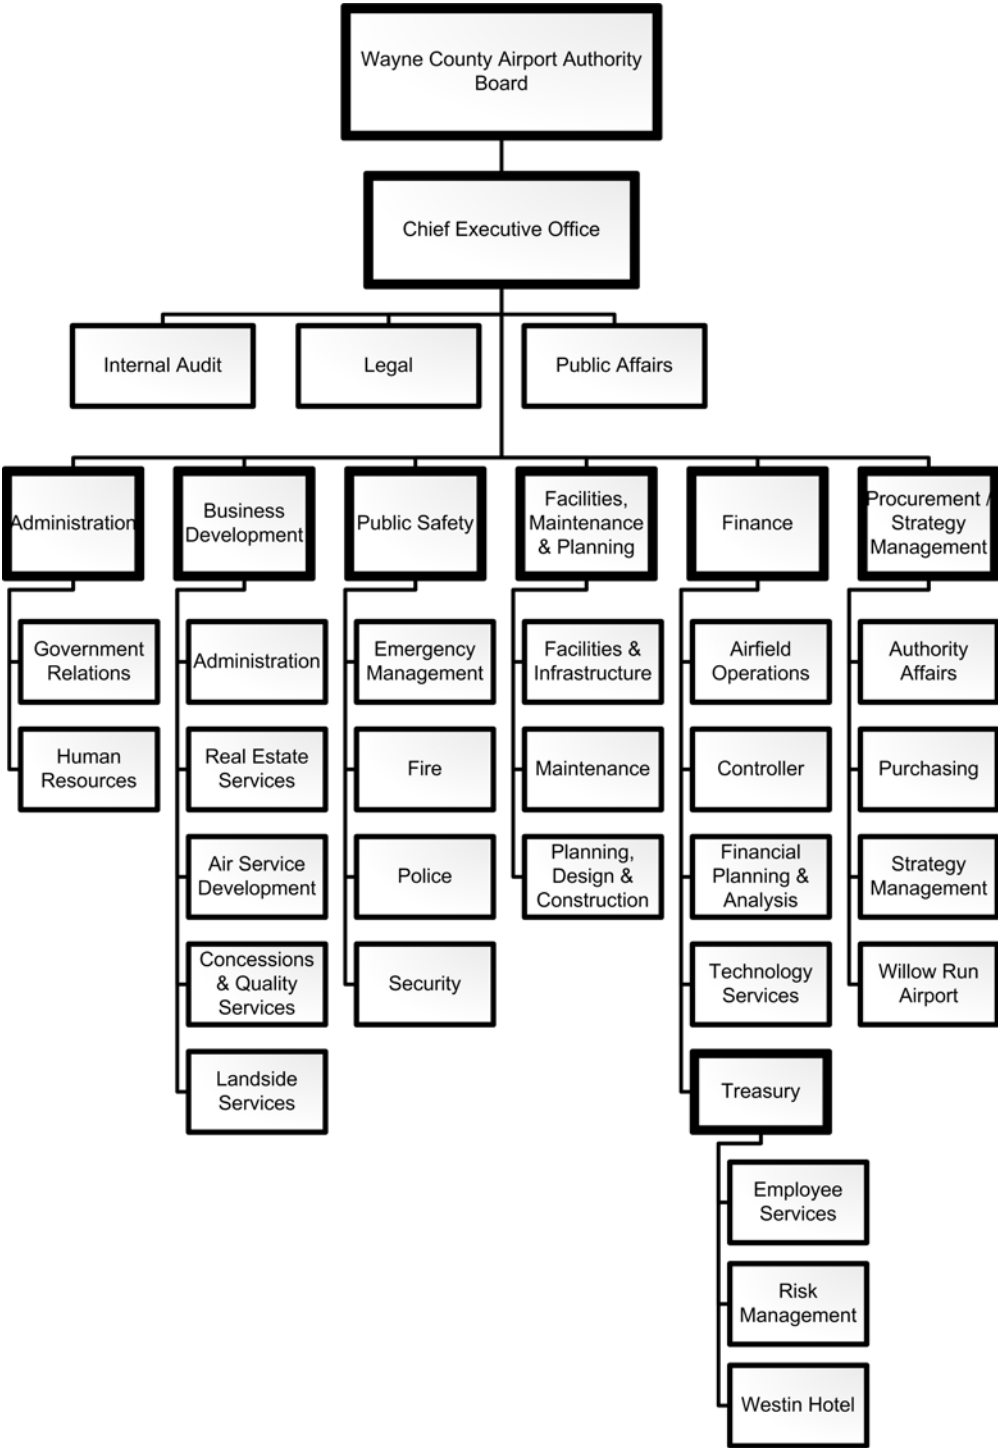 Wayne County Airport Authority
Board
Chief Executive Office
Internal Audit
Legal
Public Affairs
Administration
Business
Development
Public Safety
Facilities,
Maintenance
& Planning
Finance
Procurement /
Strategy
Management
Government
Relations
Human
Resources
Administration
Real Estate
Services
Air Service
Development
Concessions
& Quality
Services
Landside
Services
Emergency
Management
Fire
Police
Security
Facilities &
Infrastructure
Maintenance
Planning,
Design &
Construction
Airfield
Operations
Controller
Financial
Planning &
Analysis
Technology
Services
Treasury
Employee
Services
Risk
Management
Westin Hotel
Authority
Affairs
Purchasing
Strategy
Management
Willow Run
Airport